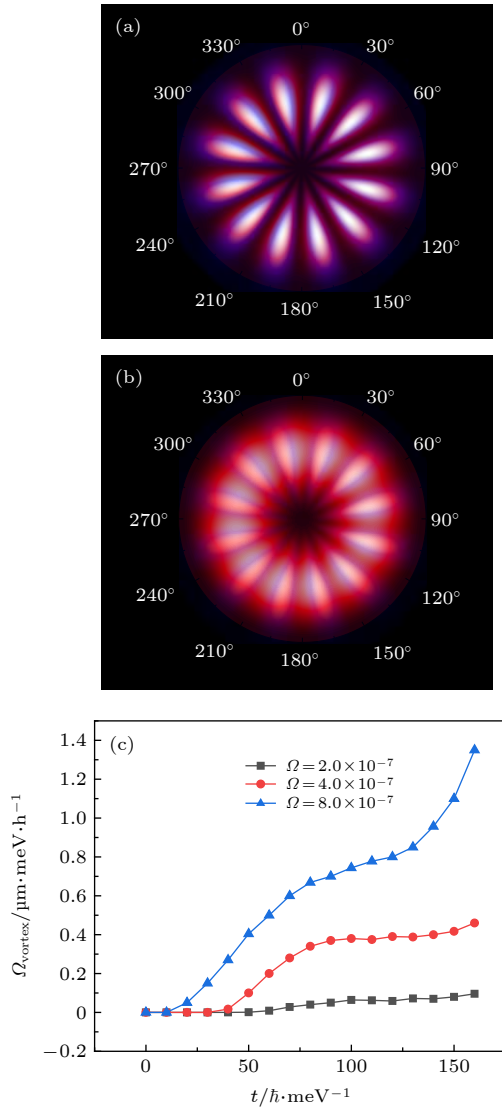 (a)
0°
330° 30°
300° 60°
270° 90°
240° 120°
210° 150°
180°
(b)
0°
330° 30°
300° 60°
270° 90°
240° 120°
210° 150°
180°
(c)
1.4
1.2
1.0
0.8
0.6
0.4
0.2
0
−0.2
Ω=2.0×10⁻⁷
Ω=4.0×10⁻⁷
Ω=8.0×10⁻⁷
Ωvortex/µm·meV·h⁻¹
0 50 100 150
t/ℏ·meV⁻¹